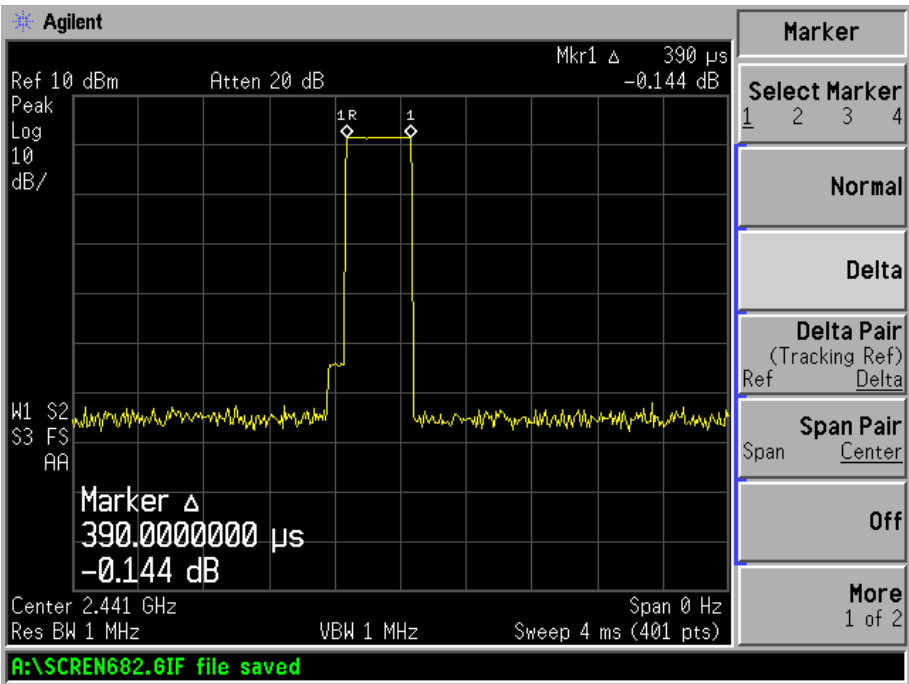 Agilent
Marker
Mkr1 Δ 390 µs
Ref 10 dBm Atten 20 dB -0.144 dB
Peak
Log
10
dB/
1R 1
Select Marker
1 2 3 4
Normal
Delta
Delta Pair
(Tracking Ref)
Ref Delta
W1 S2
S3 FS
AA
Span Pair
Span Center
Marker Δ
390.0000000 µs
-0.144 dB
Off
Center 2.441 GHz Span 0 Hz
Res BW 1 MHz VBW 1 MHz Sweep 4 ms (401 pts)
More
1 of 2
A:\SCREN682.GIF file saved